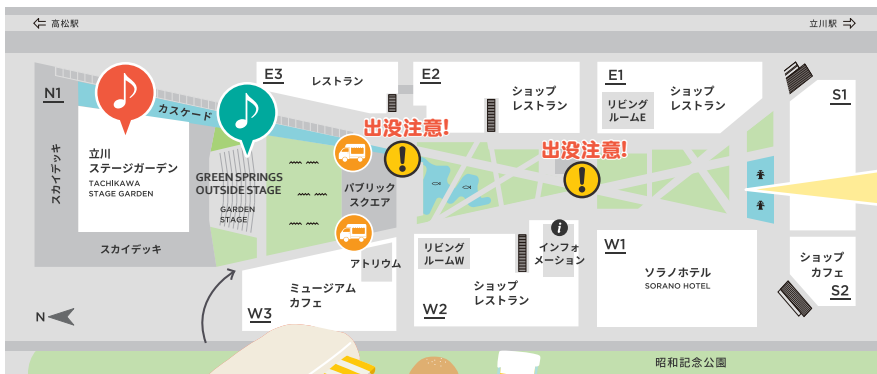 高松駅
立川駅
N1
カスケード
E3
レストラン
E2
ショップ
レストラン
E1
リビング
ルームE
ショップ
レストラン
S1
出没注意!
出没注意!
スカイデッキ
立川
ステージガーデン
TACHIKAWA
STAGE GARDEN
GREEN SPRINGS
OUTSIDE STAGE
GARDEN
STAGE
パブリック
スクエア
スカイデッキ
アトリウム
リビング
ルームW
i
インフォ
メーション
W1
ソラノホテル
SORANO HOTEL
ショップ
カフェ
S2
ミュージアム
カフェ
W3
ショップ
レストラン
W2
N
昭和記念公園